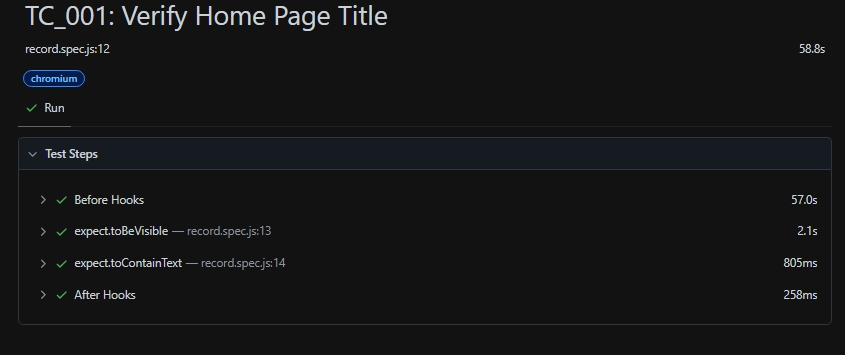 TC_001: Verify Home Page Title
record.spec.js:12 58.8s
chromium
Run
Test Steps
Before Hooks 57.0s
expect.toBeVisible — record.spec.js:13 2.1s
expect.toContainText — record.spec.js:14 805ms
After Hooks 258ms